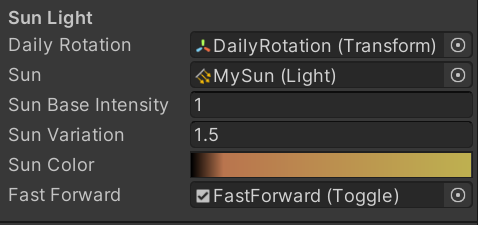 Sun Light
Daily Rotation DailyRotation (Transform)
Sun MySun (Light)
Sun Base Intensity 1
Sun Variation 1.5
Sun Color
Fast Forward FastForward (Toggle)